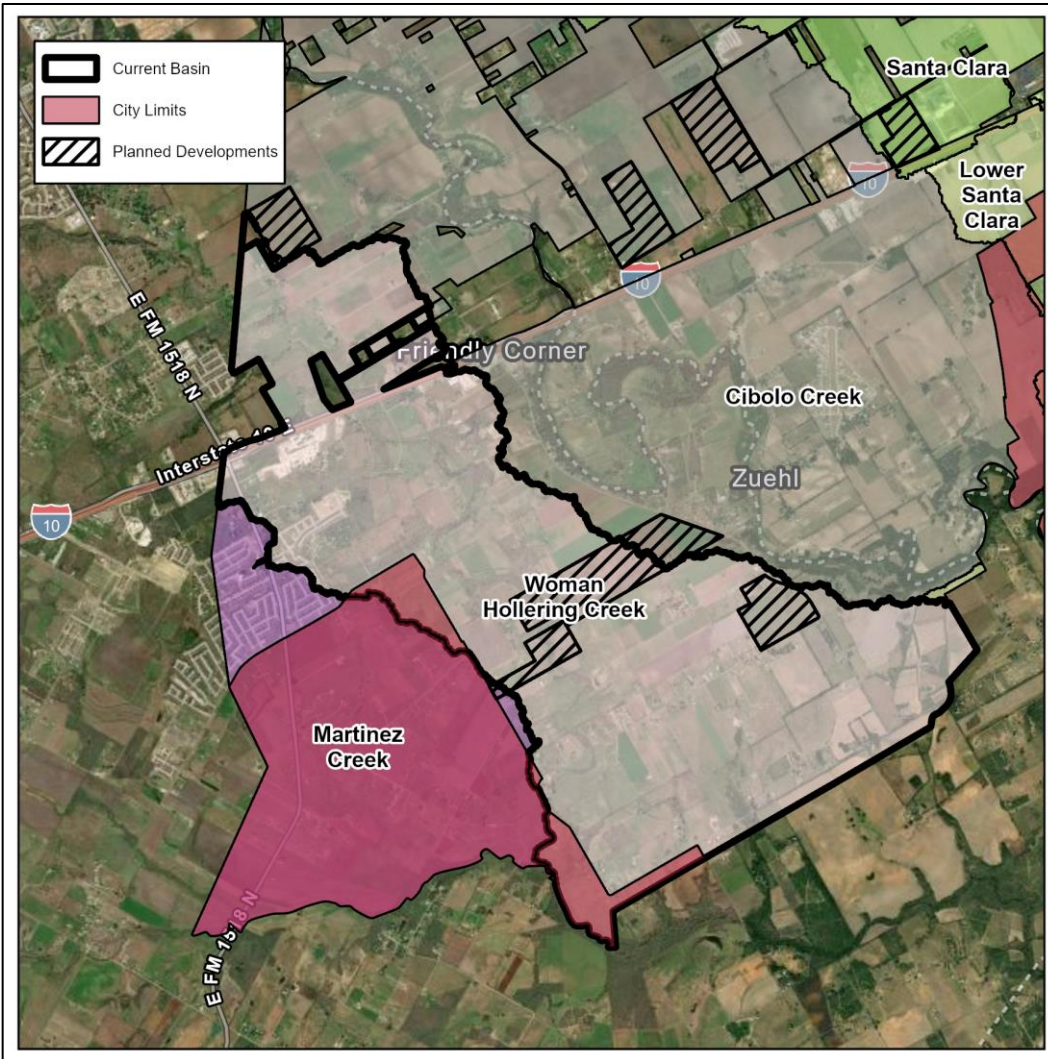 Current Basin
City Limits
Planned Developments
Santa Clara
Lower
Santa
Clara
10
10
E FM 1518 N
Friendly Corner
Cibolo Creek
Interstate 10
Zuehl
10
Woman
Hollering Creek
Martinez
Creek
E FM 1518 N